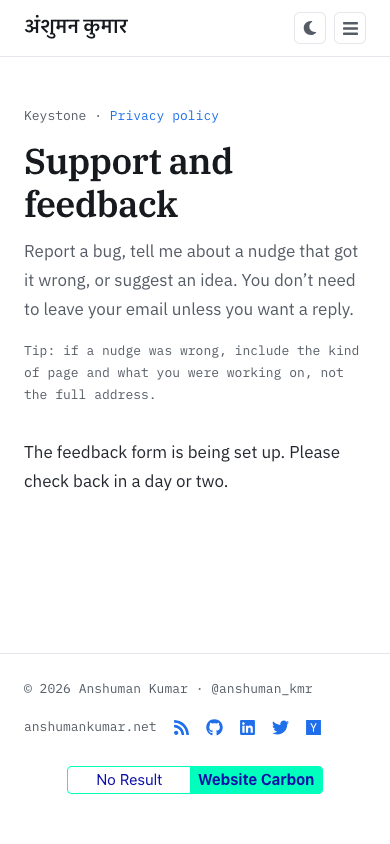 अंशुमन कुमार
Keystone · Privacy policy
Support and
feedback
Report a bug, tell me about a nudge that got
it wrong, or suggest an idea. You don’t need
to leave your email unless you want a reply.
Tip: if a nudge was wrong, include the kind
of page and what you were working on, not
the full address.
The feedback form is being set up. Please
check back in a day or two.
© 2026 Anshuman Kumar · @anshuman_kmr
anshumankumar.net
No Result Website Carbon